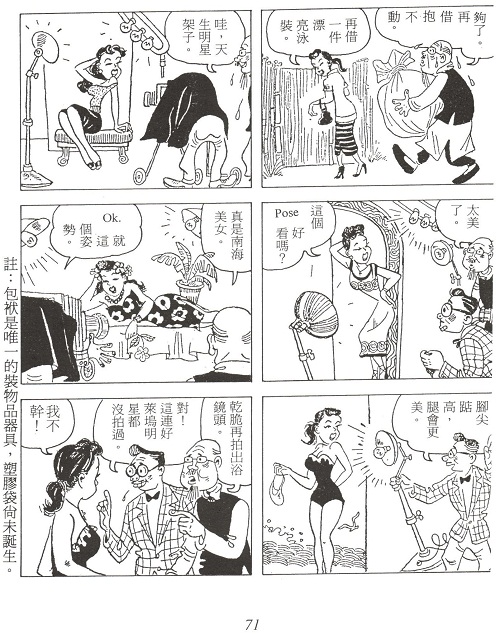 夠了。
再借抱不動。
再借
一件
漂
亮泳
裝。
哇，天
生明星
架子。
太美
了。
這個
Pose 好
看嗎？
真是南海
美女。
Ok. 就
這
個姿
勢。
腳尖
踮
高，
腿會更
美。
乾脆再拍出浴
鏡頭。
對！
這連好
萊塢明
星都
沒拍過。
我不
幹！
註：包袱是唯一的裝物品器具，塑膠袋尚未誕生。
71